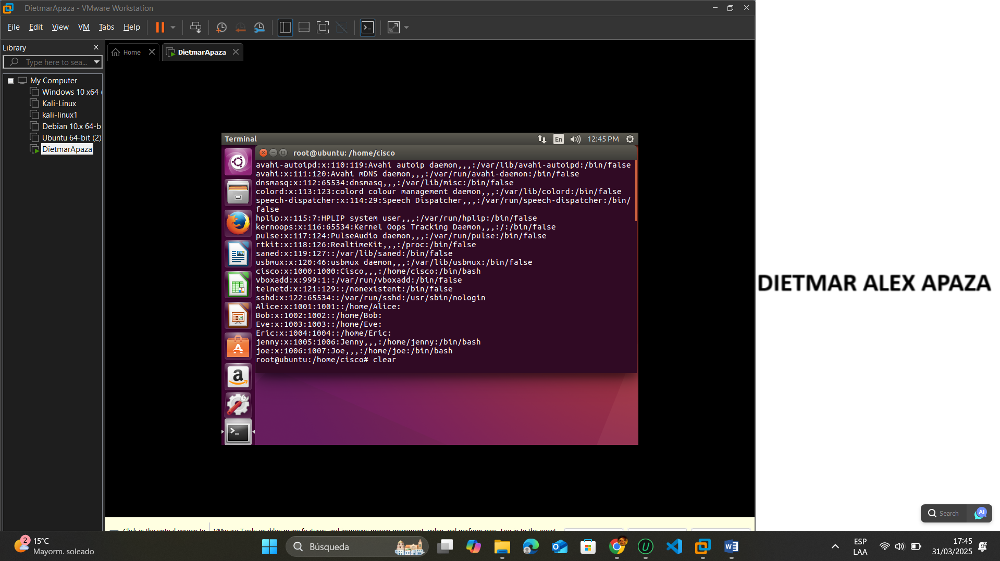 DietmarApaza - VMware Workstation
File Edit View VM Tabs Help
Library
Type here to sea...
My Computer
Windows 10 x64
Kali-Linux
kali-linux1
Debian 10.x 64-b
Ubuntu 64-bit (2)
DietmarApaza
Home
DietmarApaza
Terminal
En
12:45 PM
root@ubuntu: /home/cisco
avahi-autoipd:x:110:119:Avahi autoip daemon,,,:/var/lib/avahi-autoipd:/bin/false
avahi:x:111:120:Avahi mDNS daemon,,,:/var/run/avahi-daemon:/bin/false
dnsmasq:x:112:65534:dnsmasq,,,:/var/lib/misc:/bin/false
colord:x:113:123:colord colour management daemon,,,:/var/lib/colord:/bin/false
speech-dispatcher:x:114:29:Speech Dispatcher,,,:/var/run/speech-dispatcher:/bin/
false
hplip:x:115:7:HPLIP system user,,,:/var/run/hplip:/bin/false
kernoops:x:116:65534:Kernel Oops Tracking Daemon,,,:/:/bin/false
pulse:x:117:124:PulseAudio daemon,,,:/var/run/pulse:/bin/false
rtkit:x:118:126:RealtimeKit,,,:/proc:/bin/false
saned:x:119:127::/var/lib/saned:/bin/false
usbmux:x:120:46:usbmux daemon,,,:/var/lib/usbmux:/bin/false
cisco:x:1000:1000:Cisco,,,:/home/cisco:/bin/bash
vboxadd:x:999:1::/var/run/vboxadd:/bin/false
telnetd:x:121:129::/nonexistent:/bin/false
sshd:x:122:65534::/var/run/sshd:/usr/sbin/nologin
Alice:x:1001:1001::/home/Alice:
Bob:x:1002:1002::/home/Bob:
Eve:x:1003:1003::/home/Eve:
Eric:x:1004:1004::/home/Eric:
jenny:x:1005:1006:Jenny,,,:/home/jenny:/bin/bash
joe:x:1006:1007:Joe,,,:/home/joe:/bin/bash
root@ubuntu:/home/cisco# clear
DIETMAR ALEX APAZA
Search
AI
Click in the virtual screen to
VMware Tools enables many features and improves mouse movement, video and performance. Log in to the guest
2
15°C
Mayorm. soleado
Búsqueda
ESP
LAA
17:45
31/03/2025